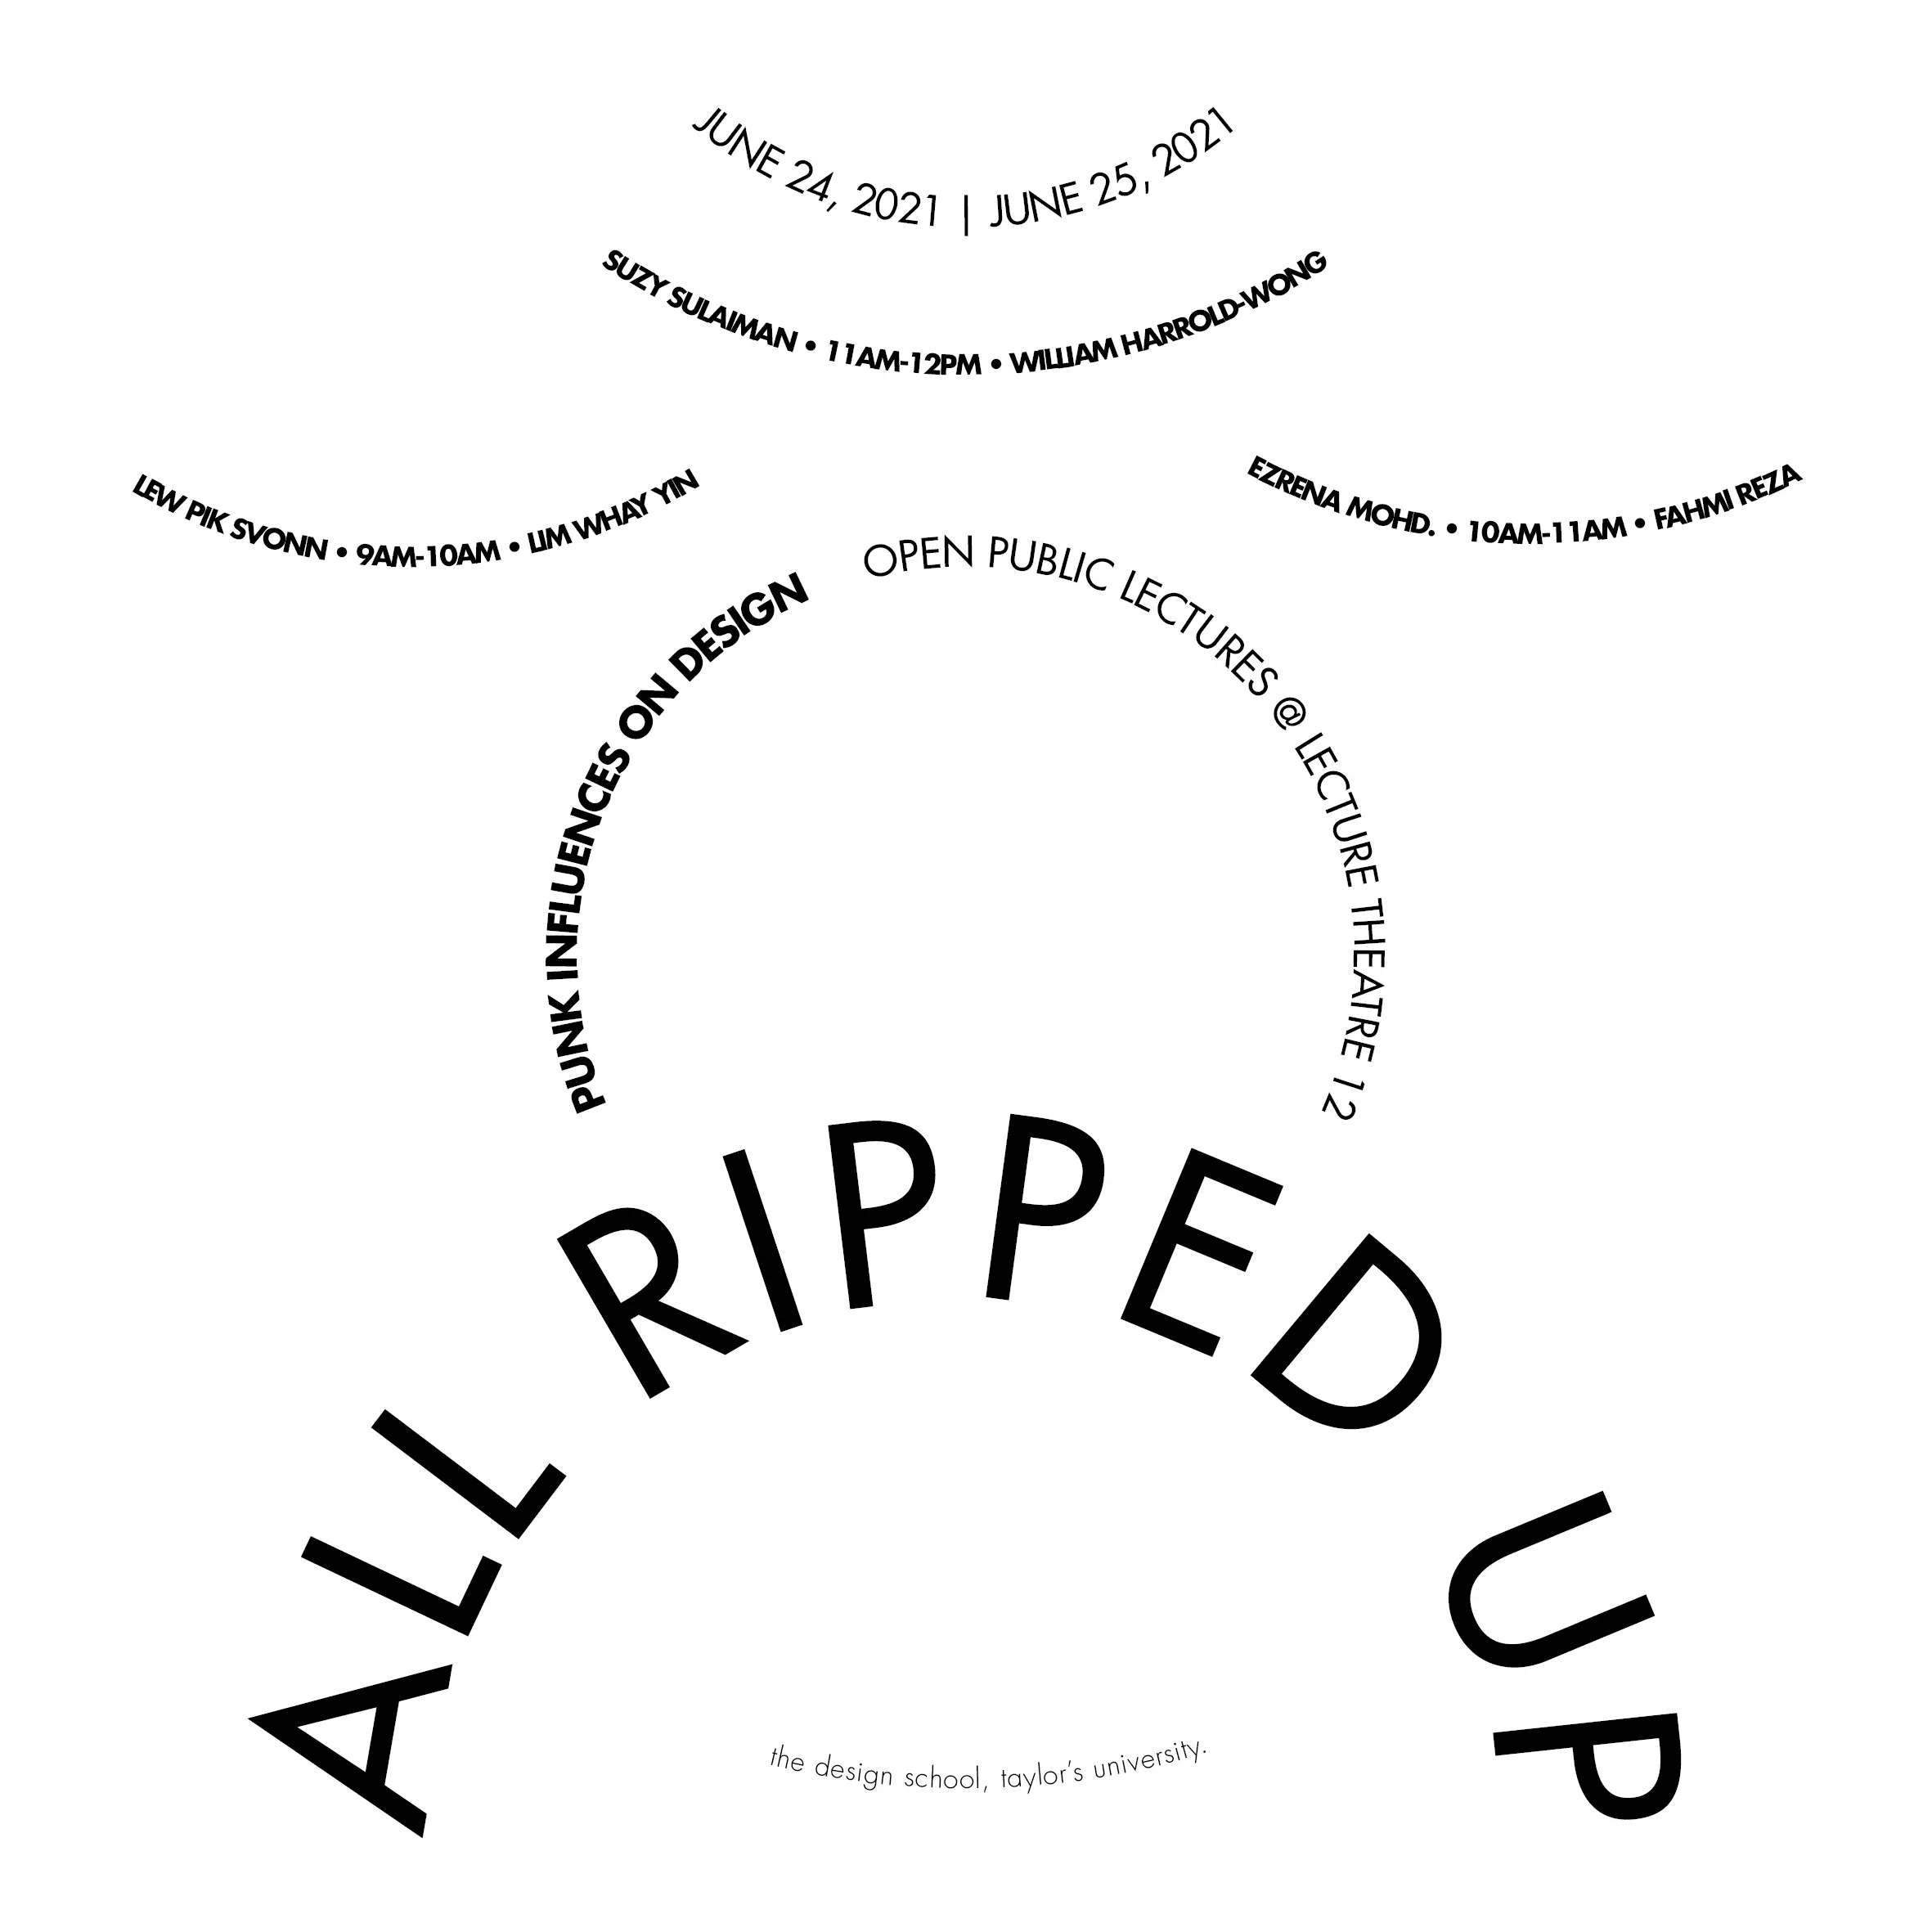 JUNE 24, 2021 | JUNE 25, 2021
SUZY SULAIMAN • 11AM-12PM • WILLIAM HARROLD-WONG
LEW PIK SVONN • 9AM-10AM • LIM WHAY YIN
EZRENA MOHD. • 10AM-11AM • FAHMI REZA
PUNK INFLUENCES ON DESIGN
OPEN PUBLIC LECTURES @ LECTURE THEATRE 12
ALL RIPPED UP
the design school, taylor's university.